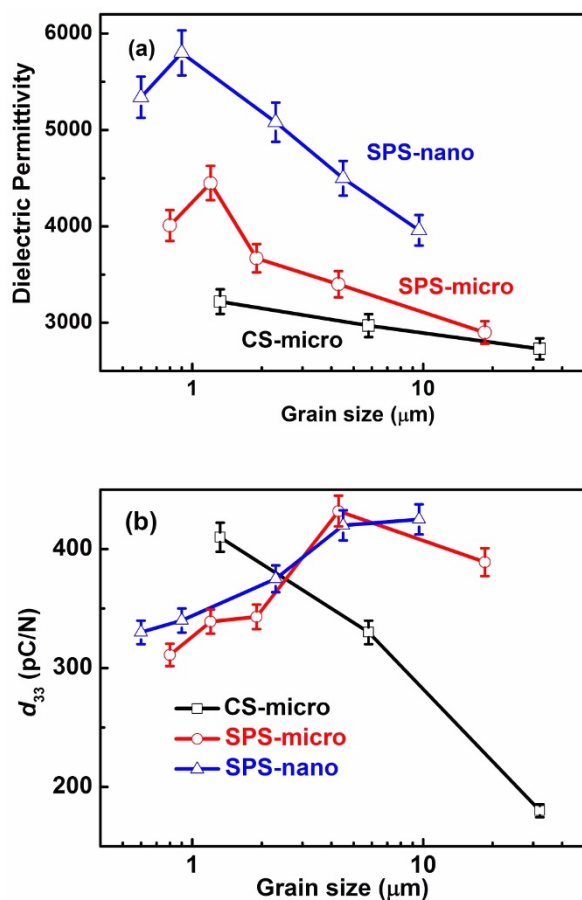 (a)
6000
5000
4000
3000
Dielectric Permittivity
SPS-nano
SPS-micro
CS-micro
1
10
Grain size (μm)
(b)
400
300
200
d₃₃ (pC/N)
CS-micro
SPS-micro
SPS-nano
1
10
Grain size (μm)